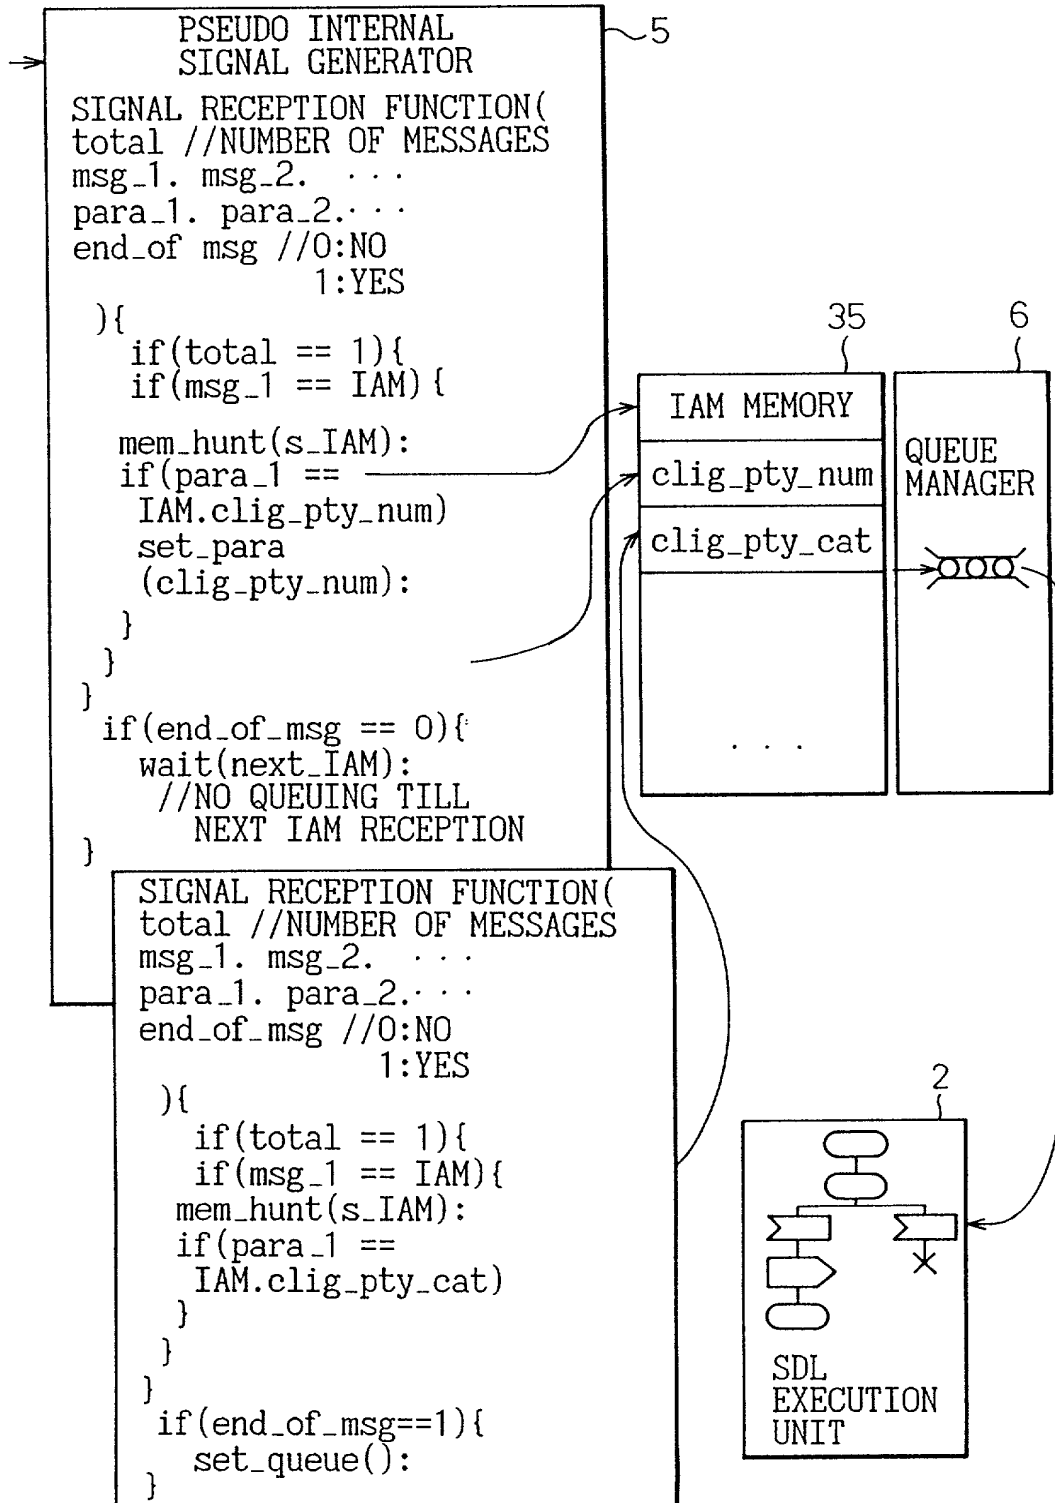 PSEUDO INTERNAL
SIGNAL GENERATOR
5
SIGNAL RECEPTION FUNCTION(
total //NUMBER OF MESSAGES
msg_1. msg_2. ···
para_1. para_2.···
end_of msg //0:NO
1:YES
){
if(total == 1){
if(msg_1 == IAM){
mem_hunt(s_IAM):
if(para_1 ==
IAM.clig_pty_num)
set_para
(clig_pty_num):
}
}
}
if(end_of_msg == 0){
wait(next_IAM):
//NO QUEUING TILL
NEXT IAM RECEPTION
}
SIGNAL RECEPTION FUNCTION(
total //NUMBER OF MESSAGES
msg_1. msg_2. ···
para_1. para_2.···
end_of_msg //0:NO
1:YES
){
if(total == 1){
if(msg_1 == IAM){
mem_hunt(s_IAM):
if(para_1 ==
IAM.clig_pty_cat)
}
}
}
if(end_of_msg==1){
set_queue():
}
35
IAM MEMORY
clig_pty_num
clig_pty_cat
···
6
QUEUE
MANAGER
2
SDL
EXECUTION
UNIT